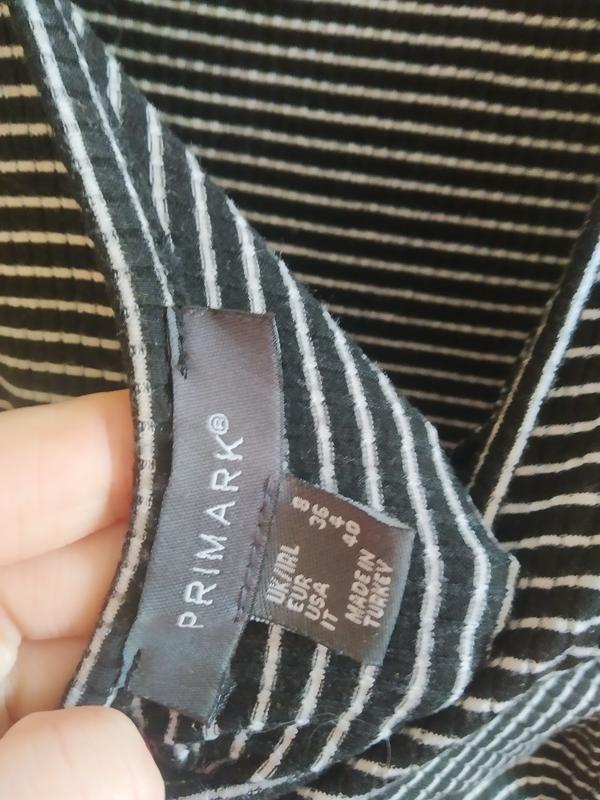 PRIMARK®
UK/IRL 8
EUR 36
USA 4
IT 40
MADE IN
TURKEY